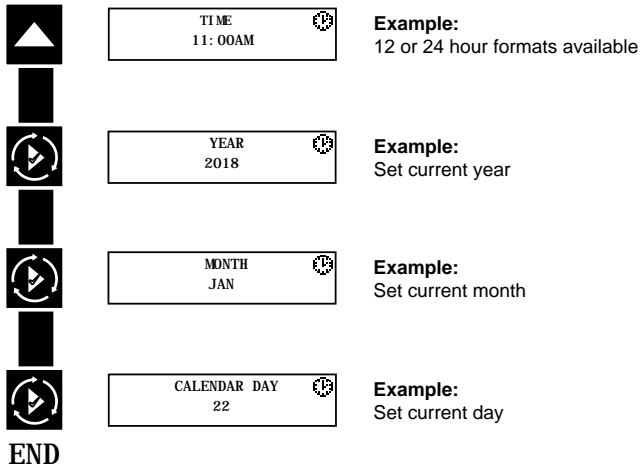 TIME
11:00AM
Example:
12 or 24 hour formats available
YEAR
2018
Example:
Set current year
MONTH
JAN
Example:
Set current month
CALENDAR DAY
22
Example:
Set current day
END